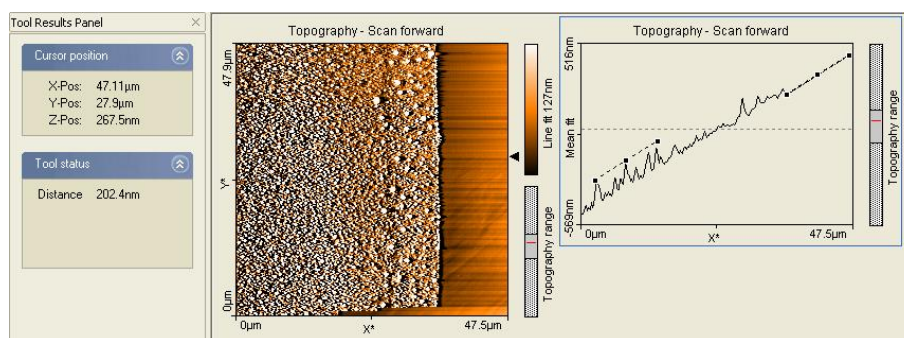 Tool Results Panel
Cursor position
X-Pos: 47.11µm
Y-Pos: 27.9µm
Z-Pos: 267.5nm
Tool status
Distance 202.4nm
Topography - Scan forward
47.9µm
Y*
0µm
0µm
X*
47.5µm
Line fit 127nm
Topography range
Topography - Scan forward
516nm
Mean fit
-569nm
0µm
X*
47.5µm
Topography range